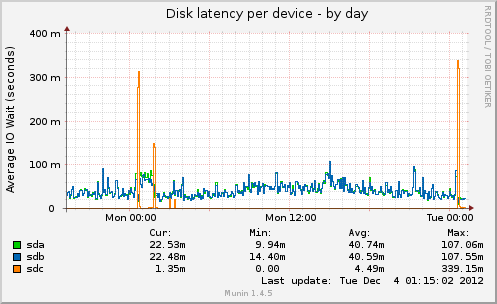 Disk latency per device - by day
RRDTOOL / TOBI OETIKER
Average IO Wait (seconds)
400 m
300 m
200 m
100 m
0
Mon 00:00 Mon 12:00 Tue 00:00
Cur: Min: Avg: Max:
sda 22.53m 9.94m 40.74m 107.06m
sdb 22.48m 14.40m 40.59m 107.55m
sdc 1.35m 0.00 4.49m 339.15m
Last update: Tue Dec 4 01:15:02 2012
Munin 1.4.5